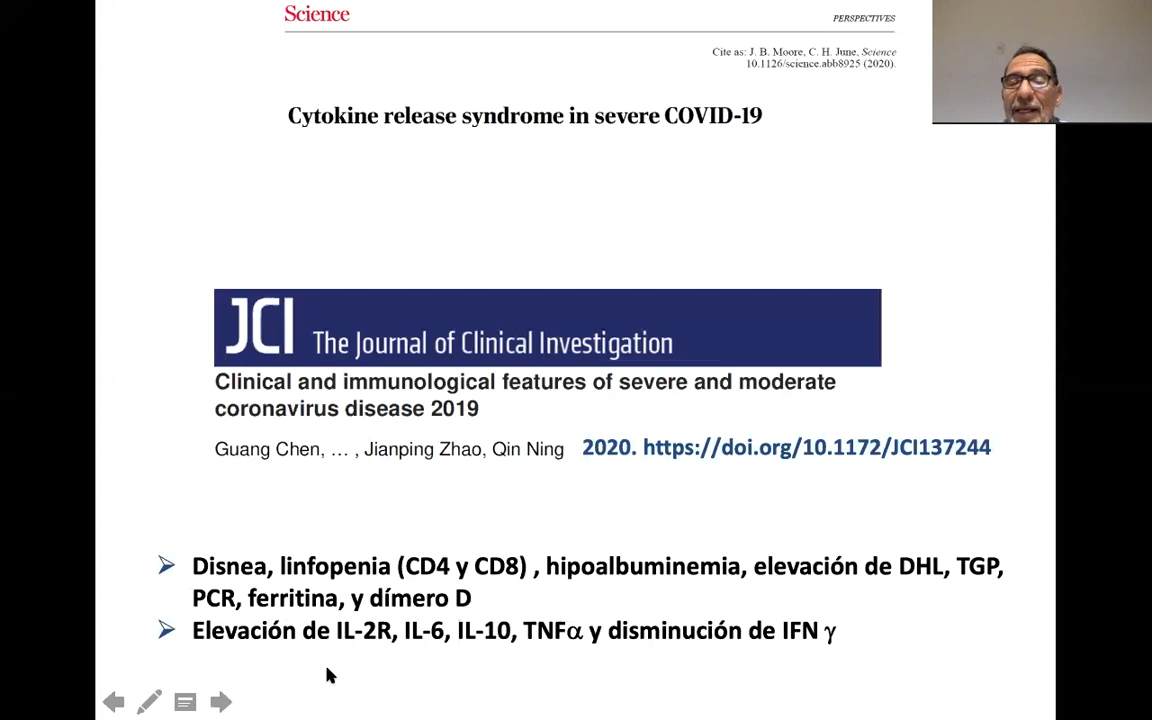 Science
PERSPECTIVES
Cite as: J. B. Moore, C. H. June, Science
10.1126/science.abb8925 (2020).
Cytokine release syndrome in severe COVID-19
JCI The Journal of Clinical Investigation
Clinical and immunological features of severe and moderate
coronavirus disease 2019
Guang Chen, … , Jianping Zhao, Qin Ning 2020. https://doi.org/10.1172/JCI137244
➢ Disnea, linfopenia (CD4 y CD8) , hipoalbuminemia, elevación de DHL, TGP,
PCR, ferritina, y dímero D
➢ Elevación de IL-2R, IL-6, IL-10, TNFα y disminución de IFN γ